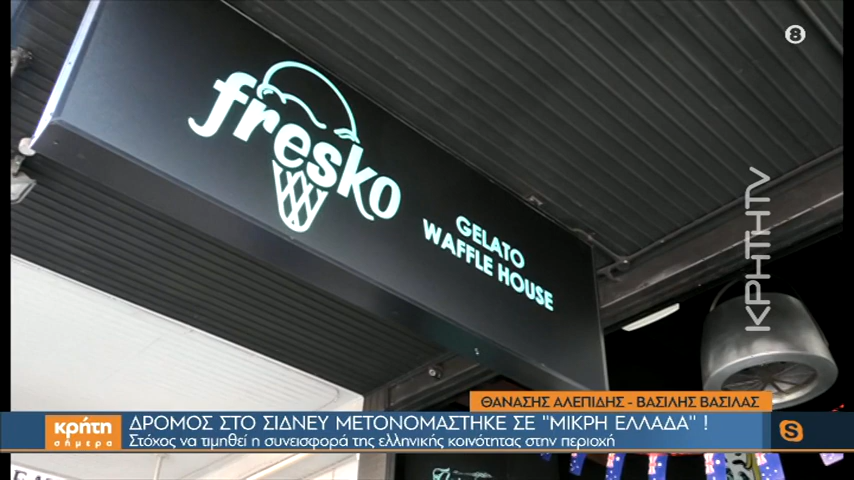 8
fresko
GELATO
WAFFLE HOUSE
ΚΡΗΤΗTV
ΘΑΝΑΣΗΣ ΑΛΕΠΙΔΗΣ - ΒΑΣΙΛΗΣ ΒΑΣΙΛΑΣ
κρήτη
σήμερα
ΔΡΟΜΟΣ ΣΤΟ ΣΙΔΝΕΥ ΜΕΤΟΝΟΜΑΣΤΗΚΕ ΣΕ "ΜΙΚΡΗ ΕΛΛΑΔΑ" !
Στόχος να τιμηθεί η συνεισφορά της ελληνικής κοινότητας στην περιοχή
S